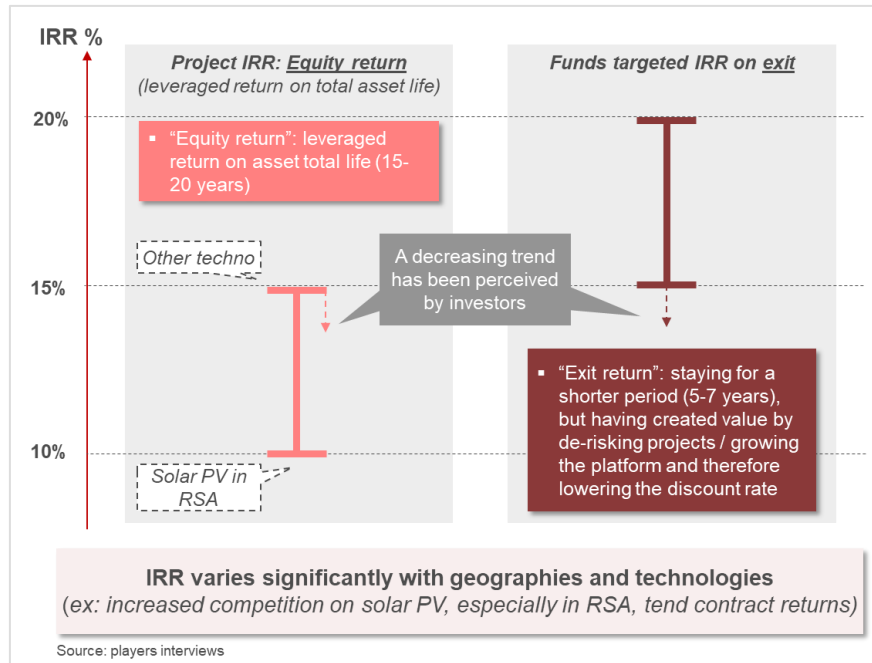 IRR %
Project IRR: Equity return
(leveraged return on total asset life)
Funds targeted IRR on exit
20%
▪ “Equity return”: leveraged
return on asset total life (15-
20 years)
Other techno
A decreasing trend
has been perceived
by investors
15%
▪ “Exit return”: staying for a
shorter period (5-7 years),
but having created value by
de-risking projects / growing
the platform and therefore
lowering the discount rate
10%
Solar PV in
RSA
IRR varies significantly with geographies and technologies
(ex: increased competition on solar PV, especially in RSA, tend contract returns)
Source: players interviews